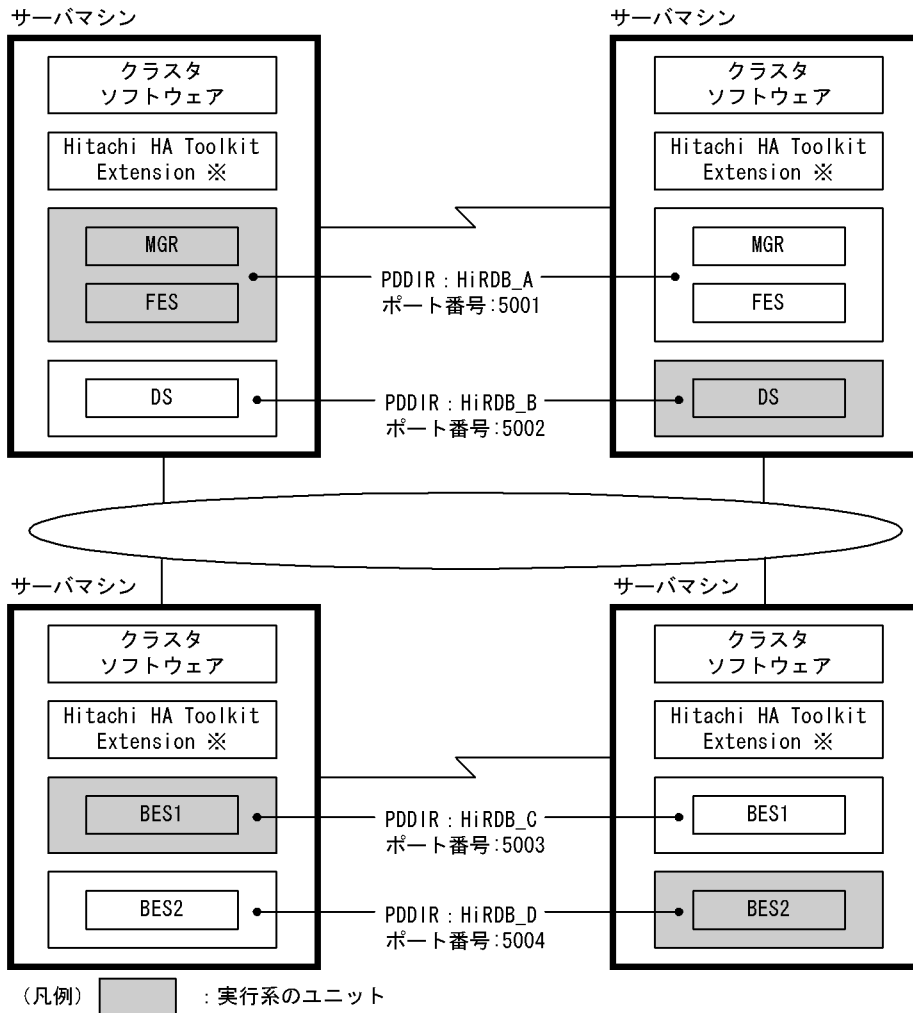 サーバマシン
クラスタ
ソフトウェア
Hitachi HA Toolkit
Extension ※
MGR
FES
DS
サーバマシン
クラスタ
ソフトウェア
Hitachi HA Toolkit
Extension ※
MGR
FES
DS
PDDIR：HiRDB_A
ポート番号:5001
PDDIR：HiRDB_B
ポート番号:5002
サーバマシン
クラスタ
ソフトウェア
Hitachi HA Toolkit
Extension ※
BES1
BES2
サーバマシン
クラスタ
ソフトウェア
Hitachi HA Toolkit
Extension ※
BES1
BES2
PDDIR：HiRDB_C
ポート番号:5003
PDDIR：HiRDB_D
ポート番号:5004
（凡例） ：実行系のユニット